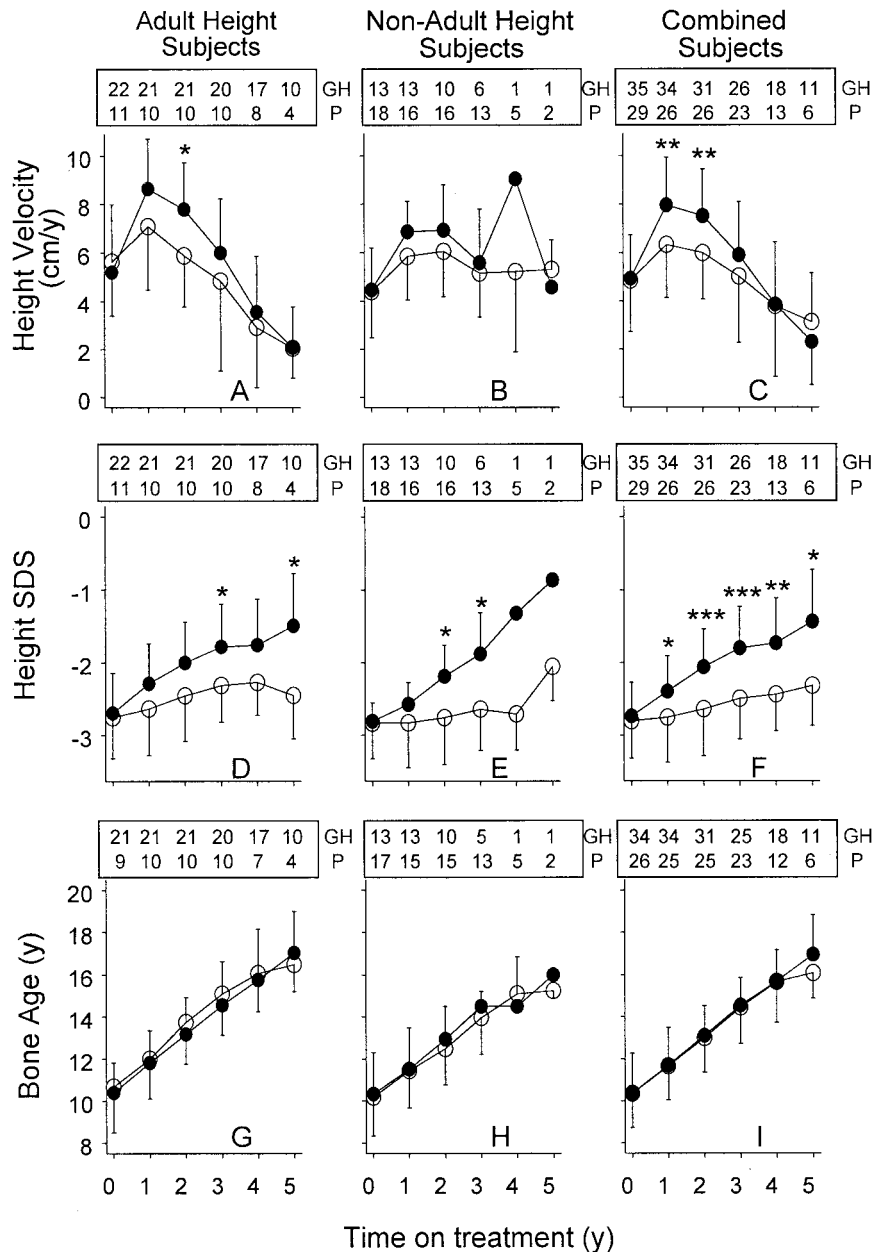 Adult Height Subjects
Non-Adult Height Subjects
Combined Subjects
22 21 21 20 17 10
11 10 10 10 8 4
GH
P
13 13 10 6 1 1
18 16 16 13 5 2
GH
P
35 34 31 26 18 11
29 26 26 23 13 6
GH
P
Height Velocity (cm/y)
10
8
6
4
2
0
*
A
B
** **
C
22 21 21 20 17 10
11 10 10 10 8 4
GH
P
13 13 10 6 1 1
18 16 16 13 5 2
GH
P
35 34 31 26 18 11
29 26 26 23 13 6
GH
P
Height SDS
0
-1
-2
-3
* *
D
* *
E
* *** *** ** *
F
21 21 21 20 17 10
9 10 10 10 7 4
GH
P
13 13 10 5 1 1
17 15 15 13 5 2
GH
P
34 34 31 25 18 11
26 25 25 23 12 6
GH
P
Bone Age (y)
20
18
16
14
12
10
8
G
H
I
0 1 2 3 4 5
0 1 2 3 4 5
0 1 2 3 4 5
Time on treatment (y)